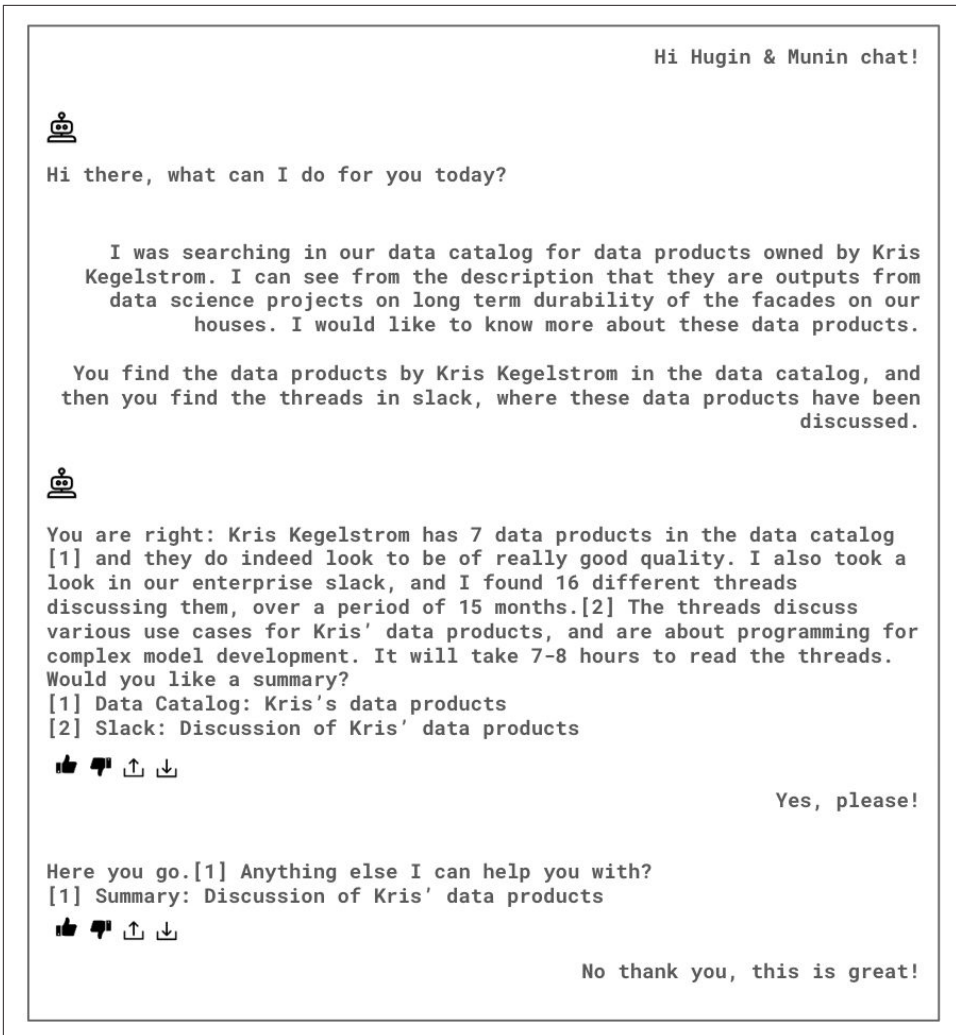 Hi Hugin & Munin chat!
Hi there, what can I do for you today?
I was searching in our data catalog for data products owned by Kris
Kegelstrom. I can see from the description that they are outputs from
data science projects on long term durability of the facades on our
houses. I would like to know more about these data products.
You find the data products by Kris Kegelstrom in the data catalog, and
then you find the threads in slack, where these data products have been
discussed.
You are right: Kris Kegelstrom has 7 data products in the data catalog
[1] and they do indeed look to be of really good quality. I also took a
look in our enterprise slack, and I found 16 different threads
discussing them, over a period of 15 months.[2] The threads discuss
various use cases for Kris’ data products, and are about programming for
complex model development. It will take 7-8 hours to read the threads.
Would you like a summary?
[1] Data Catalog: Kris’s data products
[2] Slack: Discussion of Kris’ data products
Yes, please!
Here you go.[1] Anything else I can help you with?
[1] Summary: Discussion of Kris’ data products
No thank you, this is great!